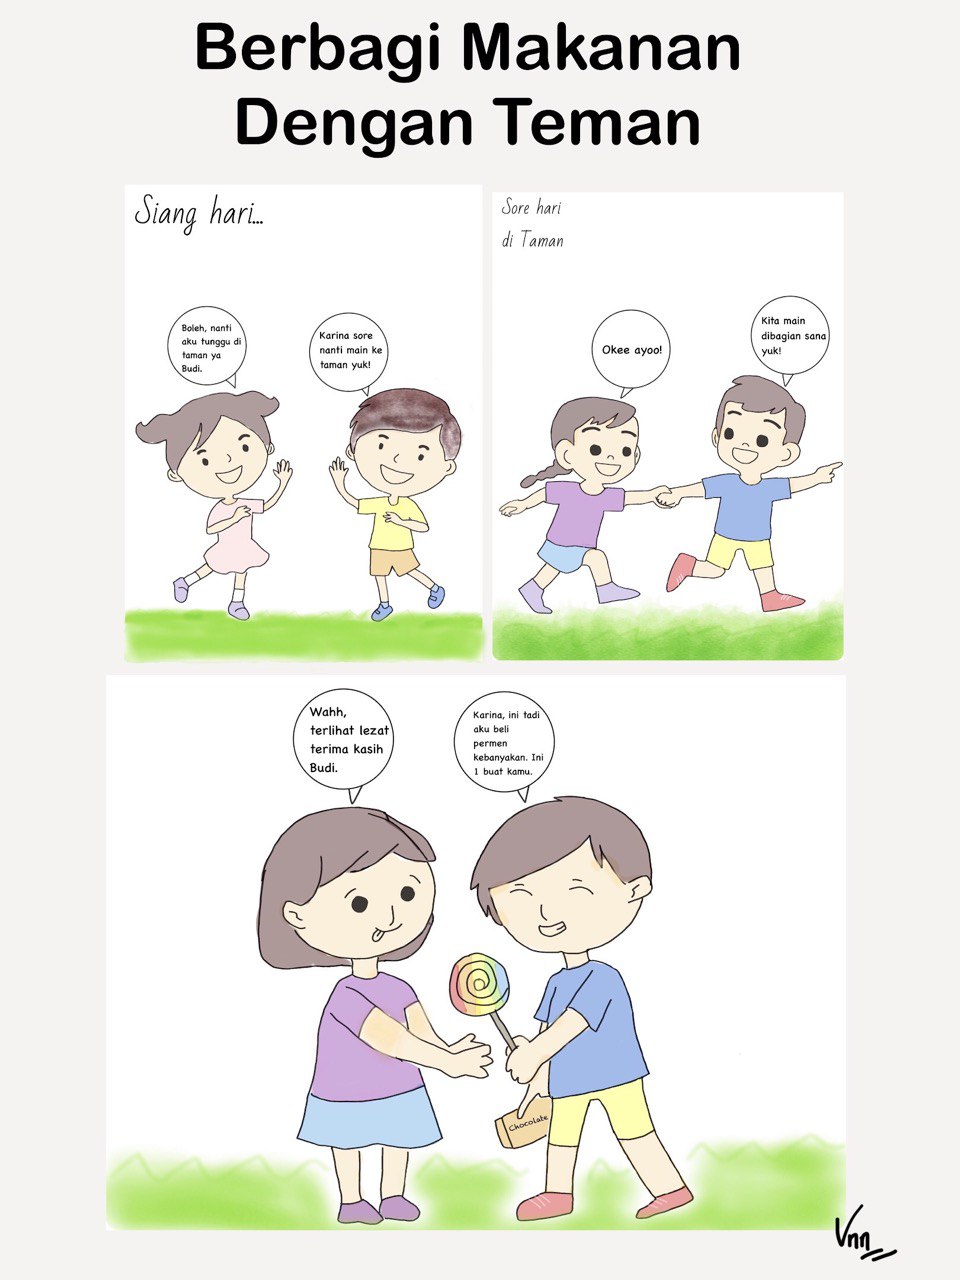 Berbagi Makanan
Dengan Teman
Siang hari...
Boleh, nanti
aku tunggu di
taman ya
Budi.
Karina sore
nanti main ke
taman yuk!
Sore hari
di Taman
Okee ayoo!
Kita main
dibagian sana
yuk!
Wahh,
terlihat lezat
terima kasih
Budi.
Karina, ini tadi
aku beli
permen
kebanyakan. Ini
1 buat kamu.
Chocolate
Vnn